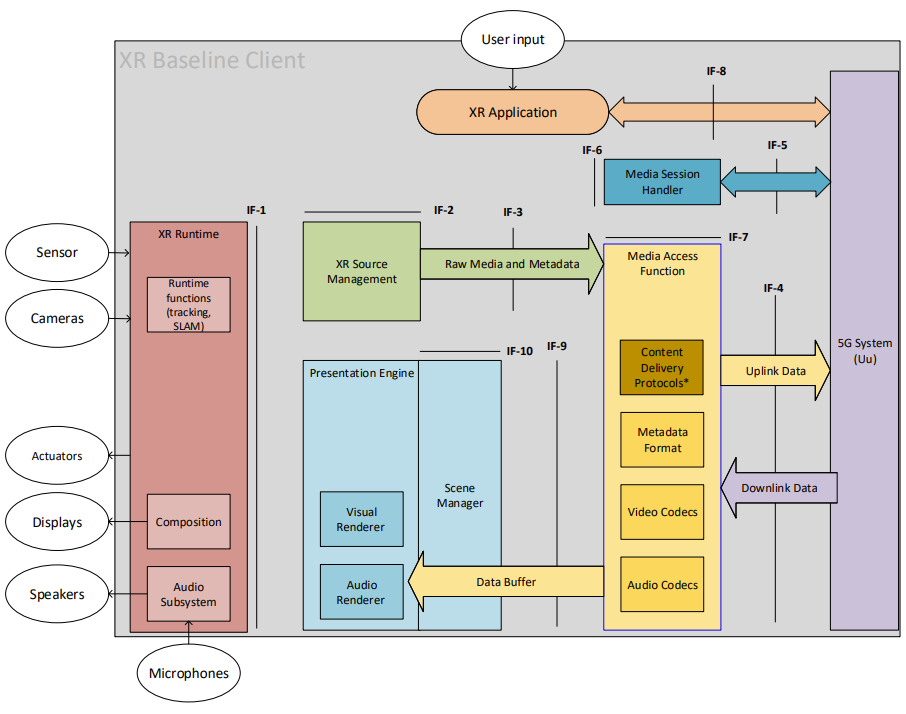 User input
XR Baseline Client
IF-8
XR Application
IF-6
IF-5
Media Session
Handler
IF-1
IF-2
IF-3
IF-7
XR Runtime
Sensor
XR Source
Management
Raw Media and Metadata
Media Access
Function
Runtime
functions
(tracking,
SLAM)
Cameras
IF-4
IF-10
IF-9
5G System
(Uu)
Presentation Engine
Content
Delivery
Protocols*
Uplink Data
Metadata
Format
Actuators
Scene
Manager
Downlink Data
Displays
Composition
Visual
Renderer
Video Codecs
Speakers
Audio
Subsystem
Audio
Renderer
Data Buffer
Audio Codecs
Microphones